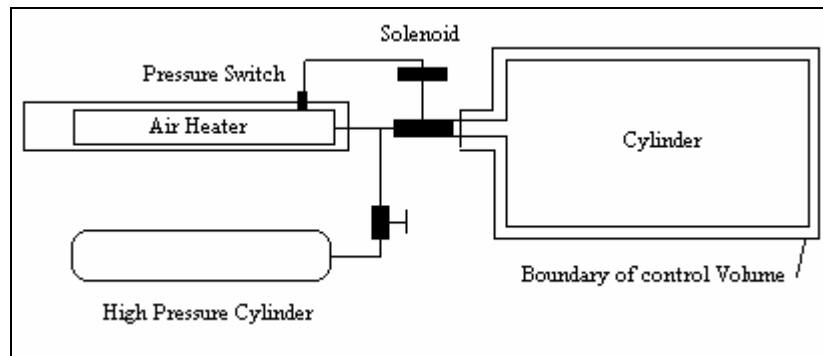 Solenoid
Pressure Switch
Air Heater
Cylinder
Boundary of control Volume
High Pressure Cylinder